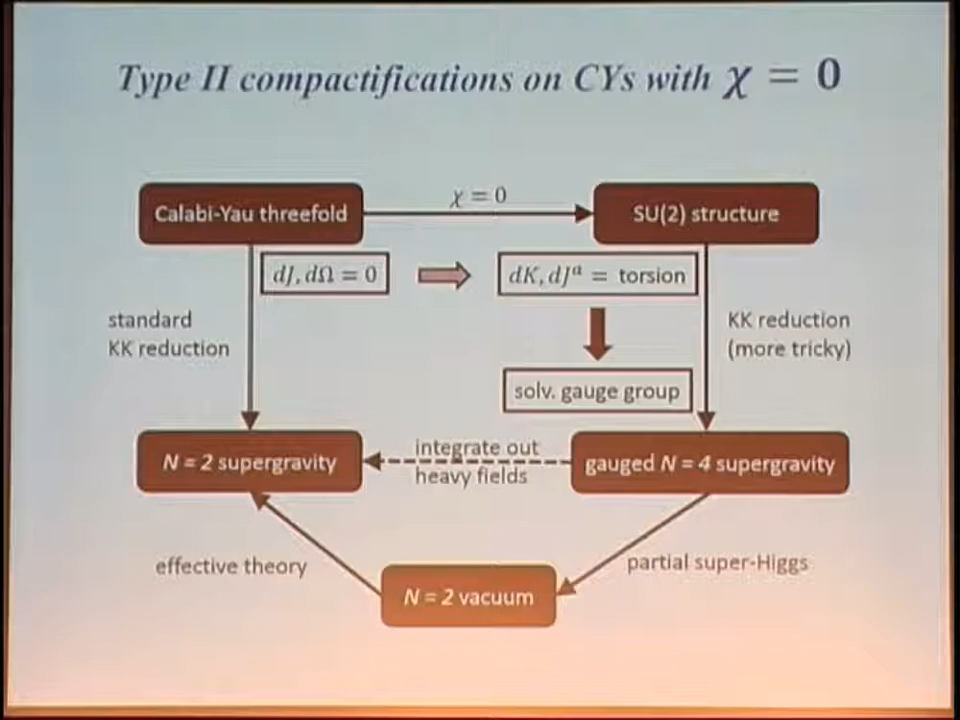 Type II compactifications on CYs with χ = 0
Calabi-Yau threefold
χ = 0
SU(2) structure
dJ, dΩ = 0
dK, dJᵅ = torsion
standard
KK reduction
KK reduction
(more tricky)
solv. gauge group
N = 2 supergravity
integrate out
heavy fields
gauged N = 4 supergravity
effective theory
partial super-Higgs
N = 2 vacuum